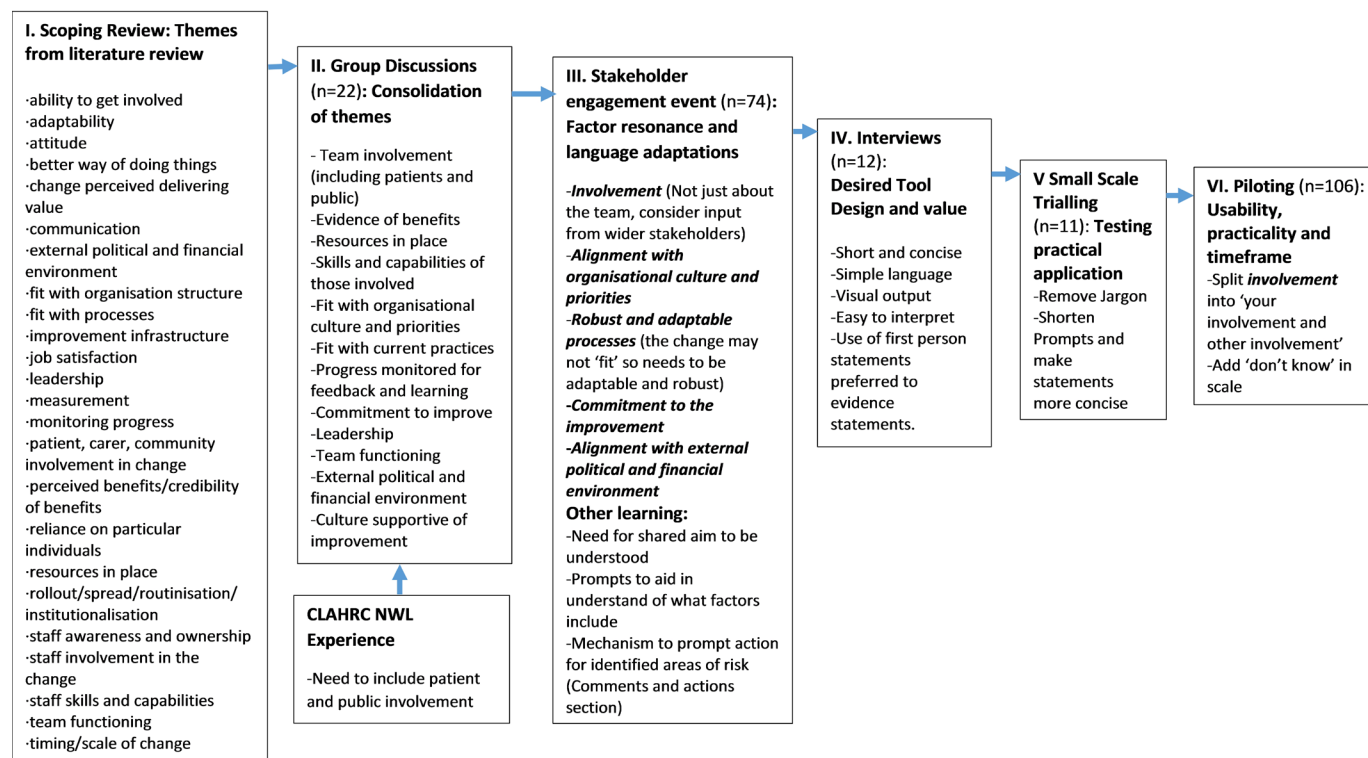 I. Scoping Review: Themes
from literature review
·ability to get involved
·adaptability
·attitude
·better way of doing things
·change perceived delivering
value
·communication
·external political and financial
environment
·fit with organisation structure
·fit with processes
·improvement infrastructure
·job satisfaction
·leadership
·measurement
·monitoring progress
·patient, carer, community
involvement in change
·perceived benefits/credibility
of benefits
·reliance on particular
individuals
·resources in place
·rollout/spread/routinisation/
institutionalisation
·staff awareness and ownership
·staff involvement in the
change
·staff skills and capabilities
·team functioning
·timing/scale of change
II. Group Discussions
(n=22): Consolidation
of themes
- Team involvement
(including patients and
public)
-Evidence of benefits
-Resources in place
-Skills and capabilities of
those involved
-Fit with organisational
culture and priorities
-Fit with current practices
-Progress monitored for
feedback and learning
-Commitment to improve
-Leadership
-Team functioning
-External political and
financial environment
-Culture supportive of
improvement
CLAHRC NWL
Experience
-Need to include patient
and public involvement
III. Stakeholder
engagement event (n=74):
Factor resonance and
language adaptations
-Involvement (Not just about
the team, consider input
from wider stakeholders)
-Alignment with
organisational culture and
priorities
-Robust and adaptable
processes (the change may
not ‘fit’ so needs to be
adaptable and robust)
-Commitment to the
improvement
-Alignment with external
political and financial
environment
Other learning:
-Need for shared aim to be
understood
-Prompts to aid in
understand of what factors
include
-Mechanism to prompt action
for identified areas of risk
(Comments and actions
section)
IV. Interviews
(n=12):
Desired Tool
Design and value
-Short and concise
-Simple language
-Visual output
-Easy to interpret
-Use of first person
statements
preferred to
evidence
statements.
V Small Scale
Trialling
(n=11): Testing
practical
application
-Remove Jargon
-Shorten
Prompts and
make
statements
more concise
VI. Piloting (n=106):
Usability,
practicality and
timeframe
-Split involvement
into ‘your
involvement and
other involvement’
-Add ‘don’t know’ in
scale